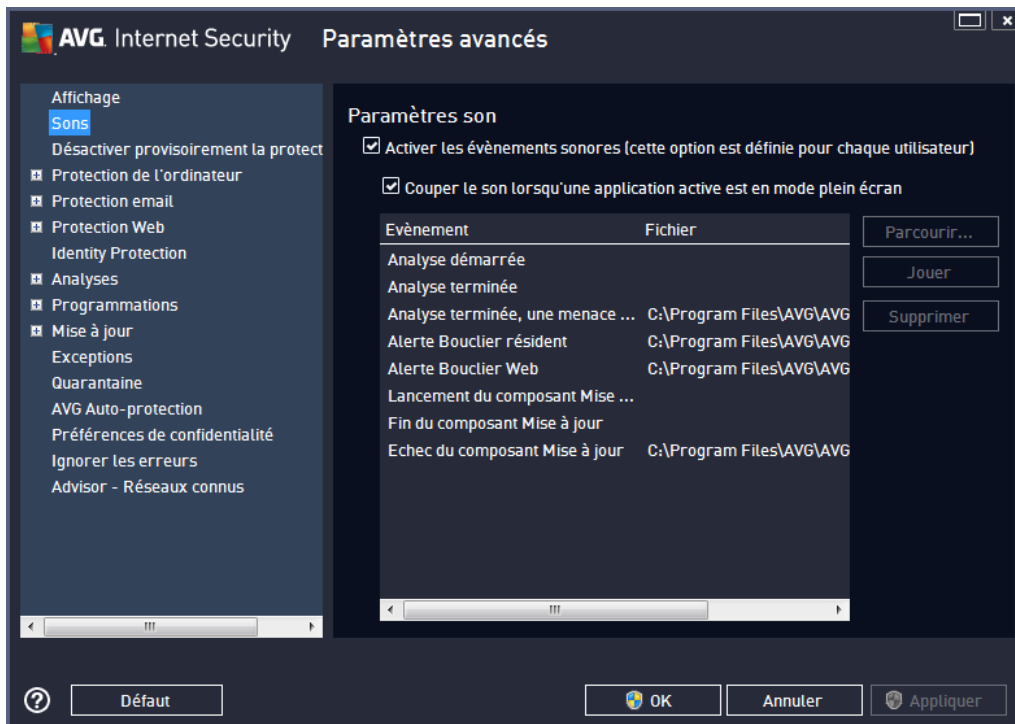 AVG. Internet Security Paramètres avancés
Affichage
Sons
Désactiver provisoirement la protect
Protection de l'ordinateur
Protection email
Protection Web
Identity Protection
Analyses
Programmations
Mise à jour
Exceptions
Quarantaine
AVG Auto-protection
Préférences de confidentialité
Ignorer les erreurs
Advisor - Réseaux connus
Paramètres son
Activer les évènements sonores (cette option est définie pour chaque utilisateur)
Couper le son lorsqu'une application active est en mode plein écran
Evènement Fichier
Analyse démarrée
Analyse terminée
Analyse terminée, une menace ... C:\Program Files\AVG\AVG
Alerte Bouclier résident C:\Program Files\AVG\AVG
Alerte Bouclier Web C:\Program Files\AVG\AVG
Lancement du composant Mise ...
Fin du composant Mise à jour
Echec du composant Mise à jour C:\Program Files\AVG\AVG
Parcourir...
Jouer
Supprimer
Défaut
OK
Annuler
Appliquer